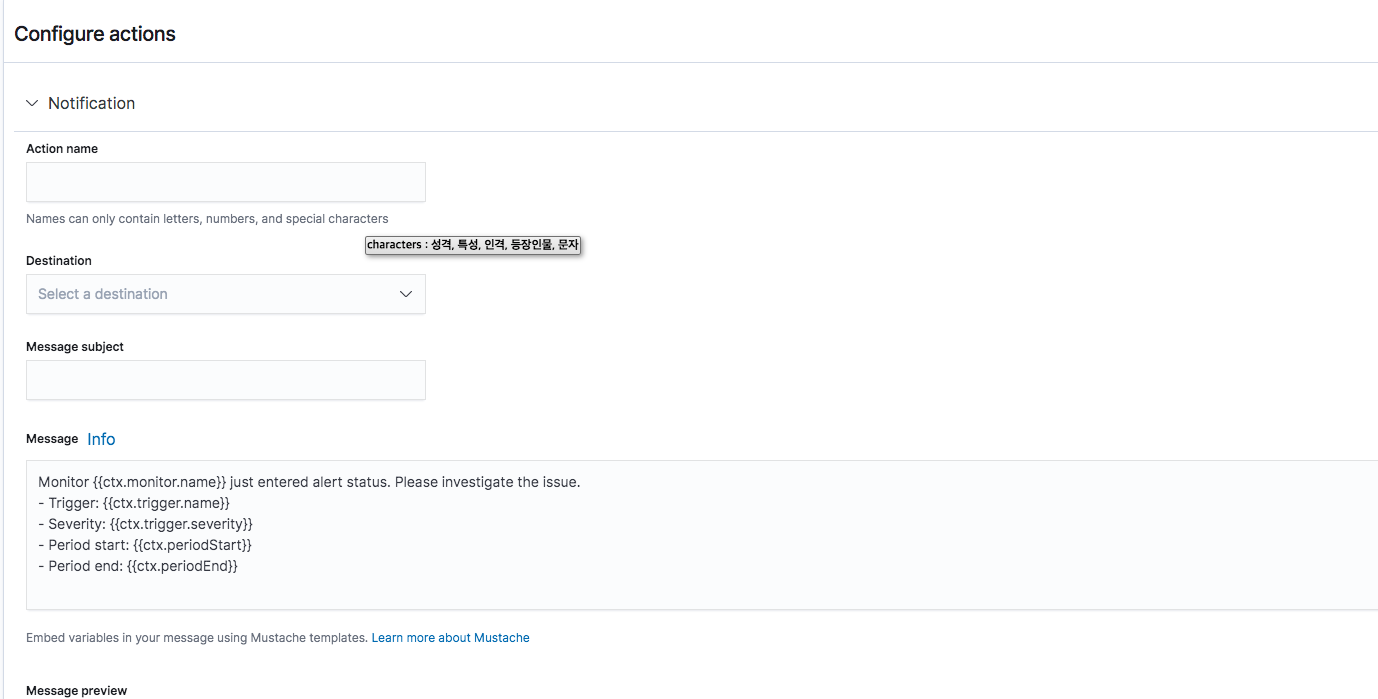 Configure actions
Notification
Action name
Names can only contain letters, numbers, and special characters
characters : 성격, 특성, 인격, 등장인물, 문자
Destination
Select a destination
Message subject
Message Info
Monitor {{ctx.monitor.name}} just entered alert status. Please investigate the issue.
- Trigger: {{ctx.trigger.name}}
- Severity: {{ctx.trigger.severity}}
- Period start: {{ctx.periodStart}}
- Period end: {{ctx.periodEnd}}
Embed variables in your message using Mustache templates. Learn more about Mustache
Message preview